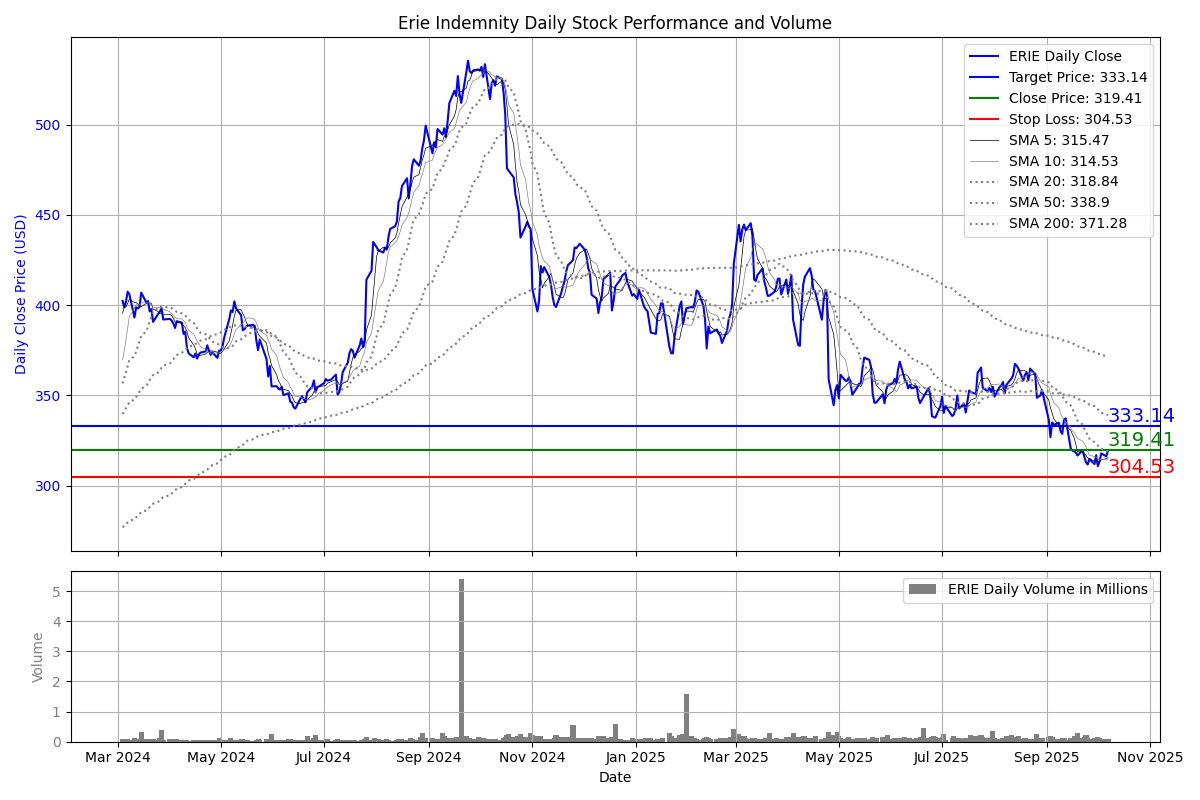 Erie Indemnity Daily Stock Performance and Volume
ERIE Daily Close
Target Price: 333.14
Close Price: 319.41
Stop Loss: 304.53
SMA 5: 315.47
SMA 10: 314.53
SMA 20: 318.84
SMA 50: 338.9
SMA 200: 371.28
Daily Close Price (USD)
500
450
400
350
300
333.14
319.41
304.53
ERIE Daily Volume in Millions
Volume
5
4
3
2
1
0
Mar 2024 May 2024 Jul 2024 Sep 2024 Nov 2024 Jan 2025 Mar 2025 May 2025 Jul 2025 Sep 2025 Nov 2025
Date